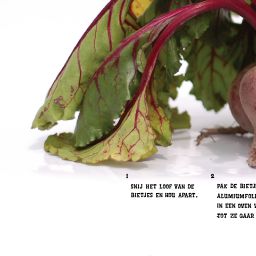 1
SNIJ HET LOOF VAN DE
BIETJES EN HOU APART.
2
PAK DE BIETJ
ALUMIUMFOLI
IN EEN OVEN V
TOT ZE GAAR